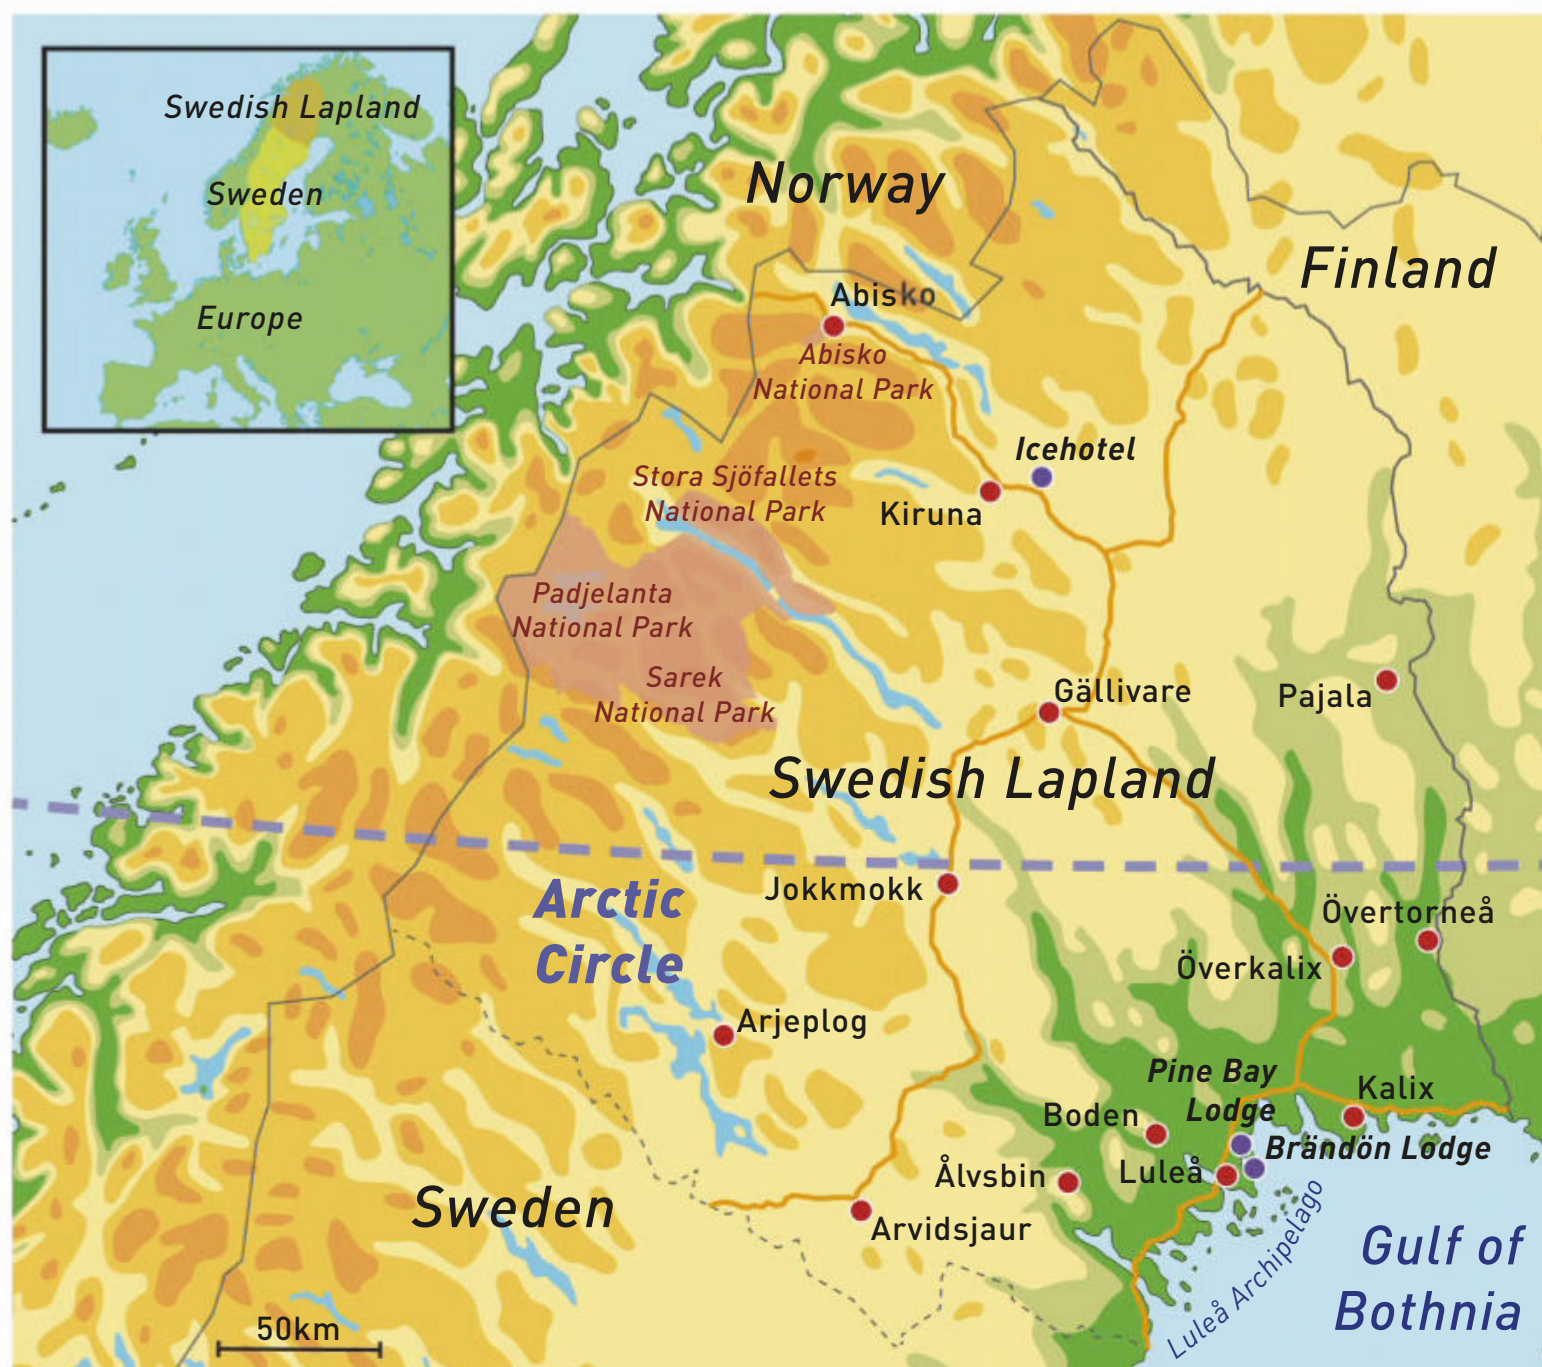 Swedish Lapland
Sweden
Europe
Norway
Finland
Abisko
Abisko
National Park
Icehotel
Stora Sjöfallets
National Park
Kiruna
Padjelanta
National Park
Sarek
National Park
Gällivare
Pajala
Swedish Lapland
Jokkmokk
Arctic
Circle
Övertorneå
Överkalix
Arjeplog
Pine Bay
Lodge
Kalix
Boden
Brändön Lodge
Luleå
Ålvsbin
Sweden
Arvidsjaur
Luleå Archipelago
Gulf of
Bothnia
50km